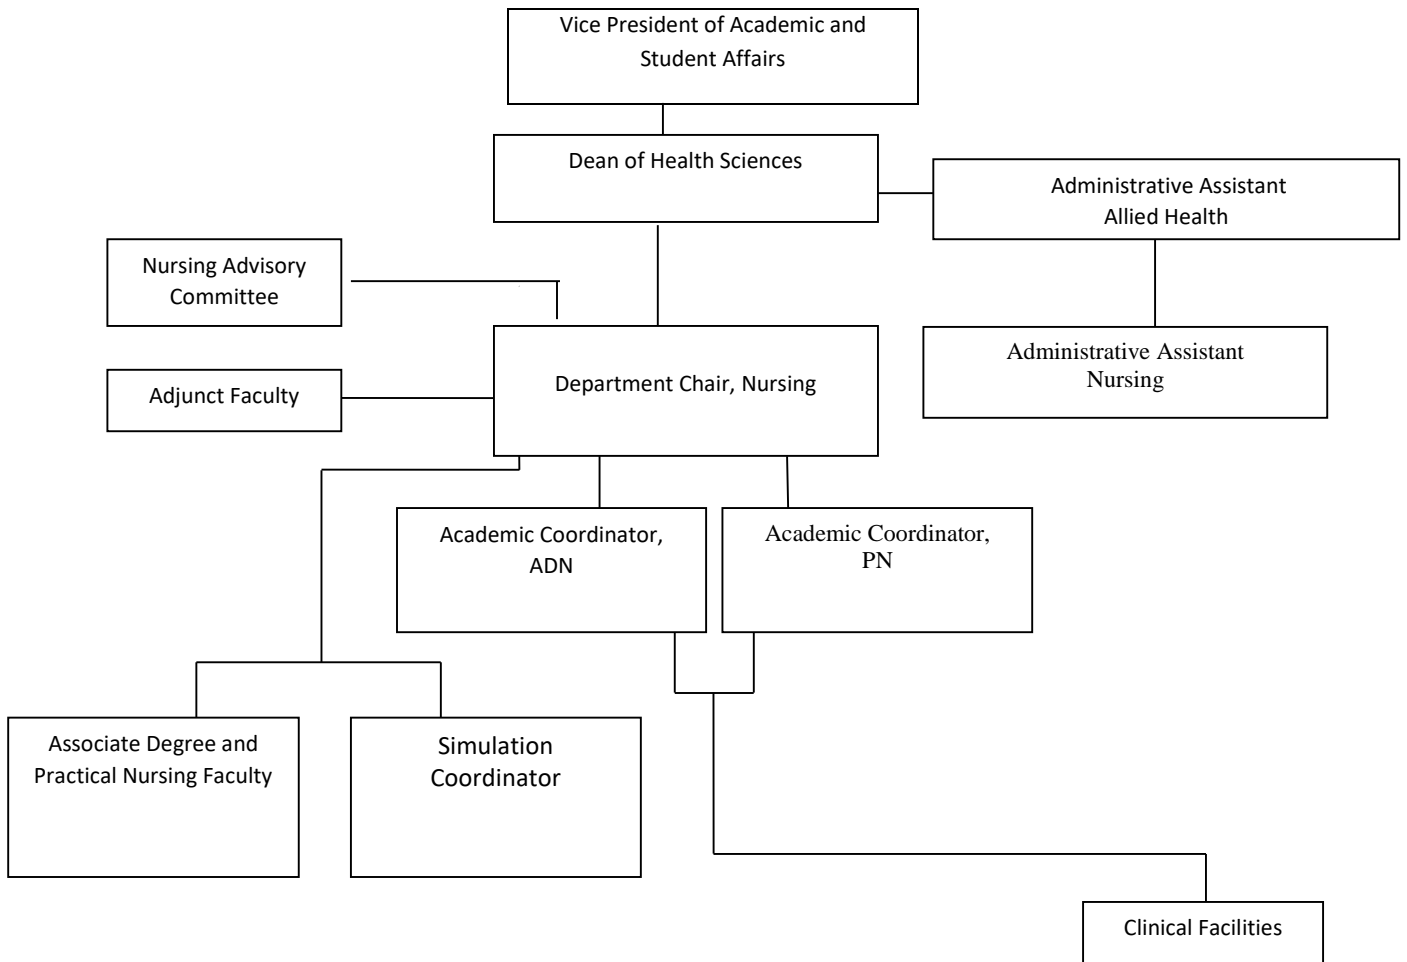 Vice President of Academic and
Student Affairs
Dean of Health Sciences
Administrative Assistant
Allied Health
Nursing Advisory
Committee
Administrative Assistant
Nursing
Department Chair, Nursing
Adjunct Faculty
Academic Coordinator,
ADN
Academic Coordinator,
PN
Associate Degree and
Practical Nursing Faculty
Simulation
Coordinator
Clinical Facilities